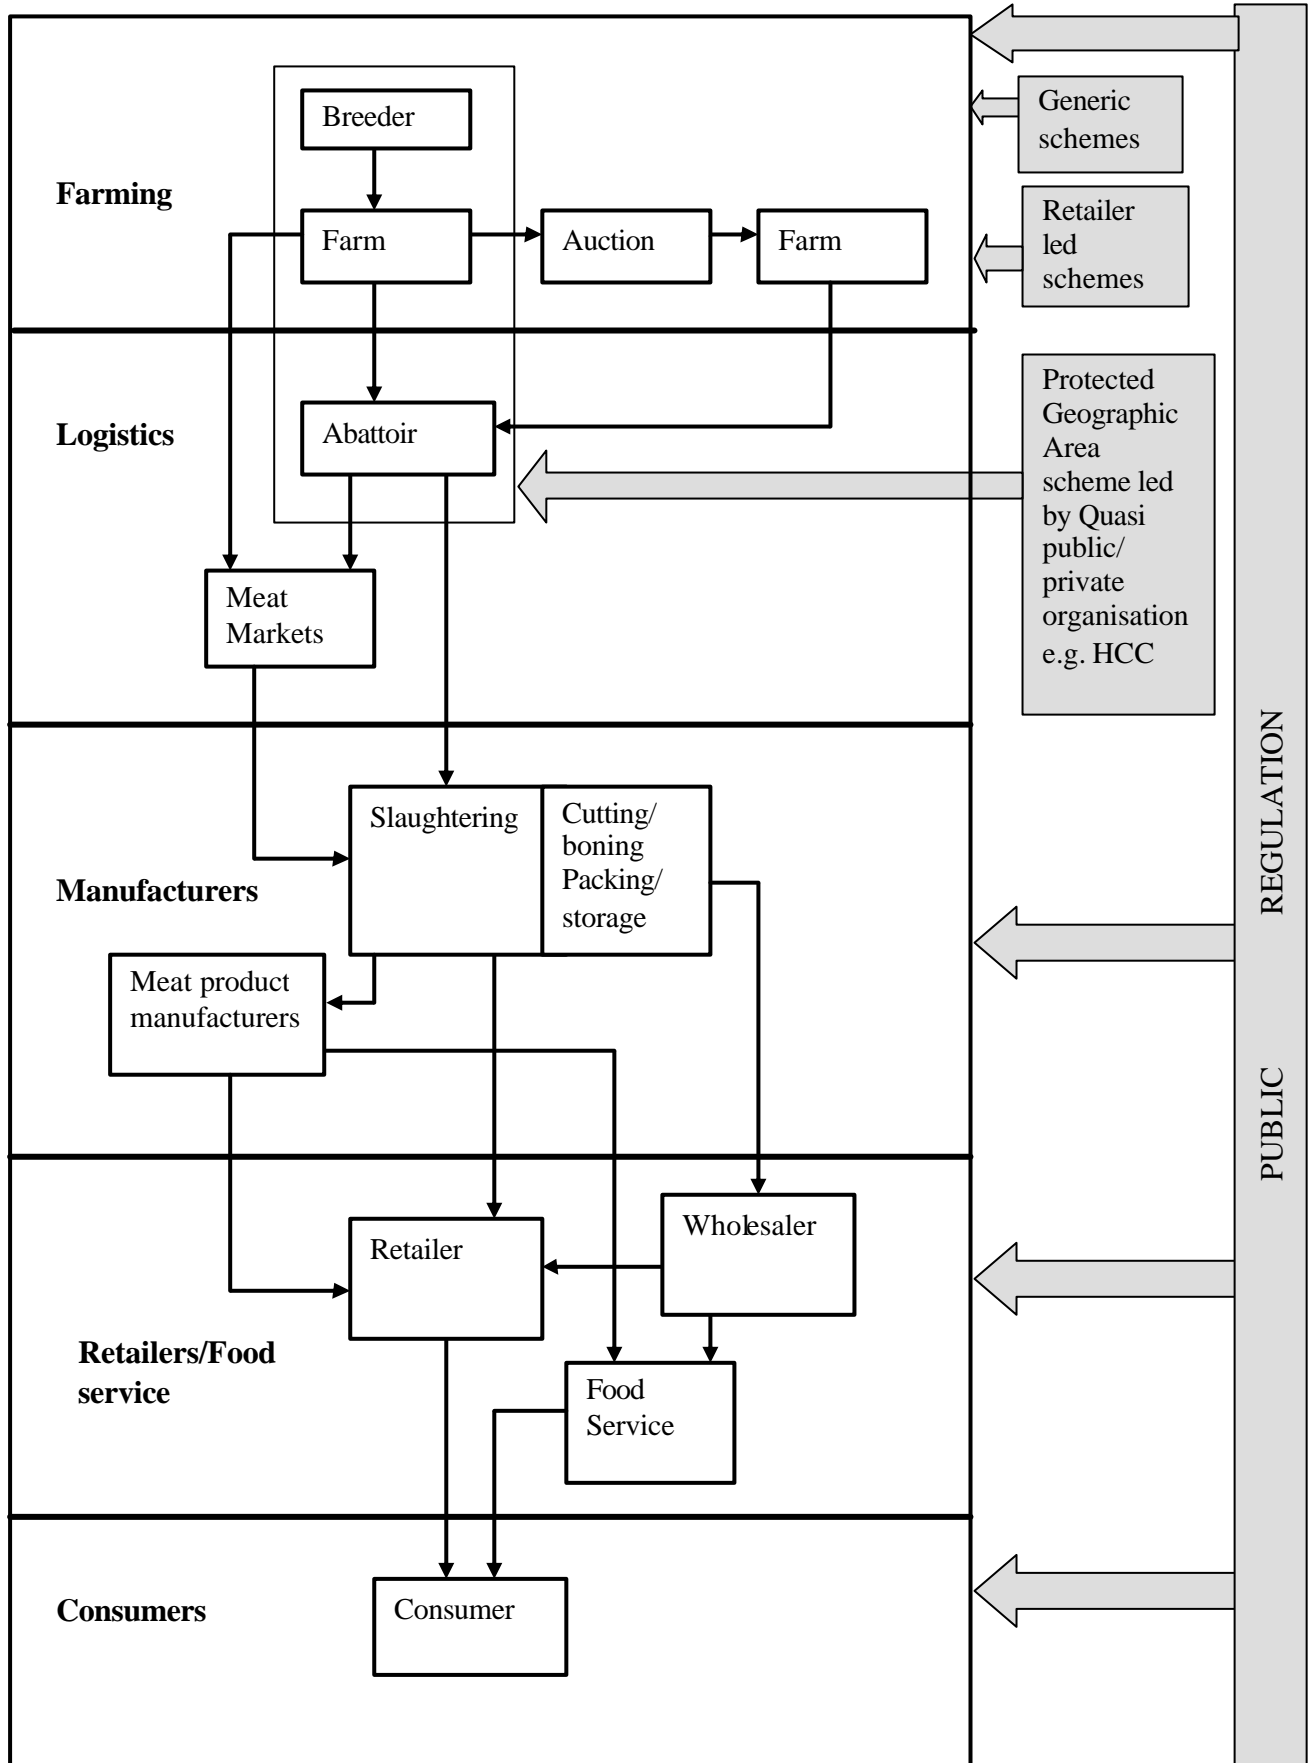 Farming
Breeder
Farm
Auction
Farm
Generic
schemes
Retailer
led
schemes
Logistics
Abattoir
Meat
Markets
Protected
Geographic
Area
scheme led
by Quasi
public/
private
organisation
e.g. HCC
Manufacturers
Slaughtering
Cutting/
boning
Packing/
storage
Meat product
manufacturers
Retailers/Food
service
Retailer
Wholesaler
Food
Service
Consumers
Consumer
PUBLIC REGULATION